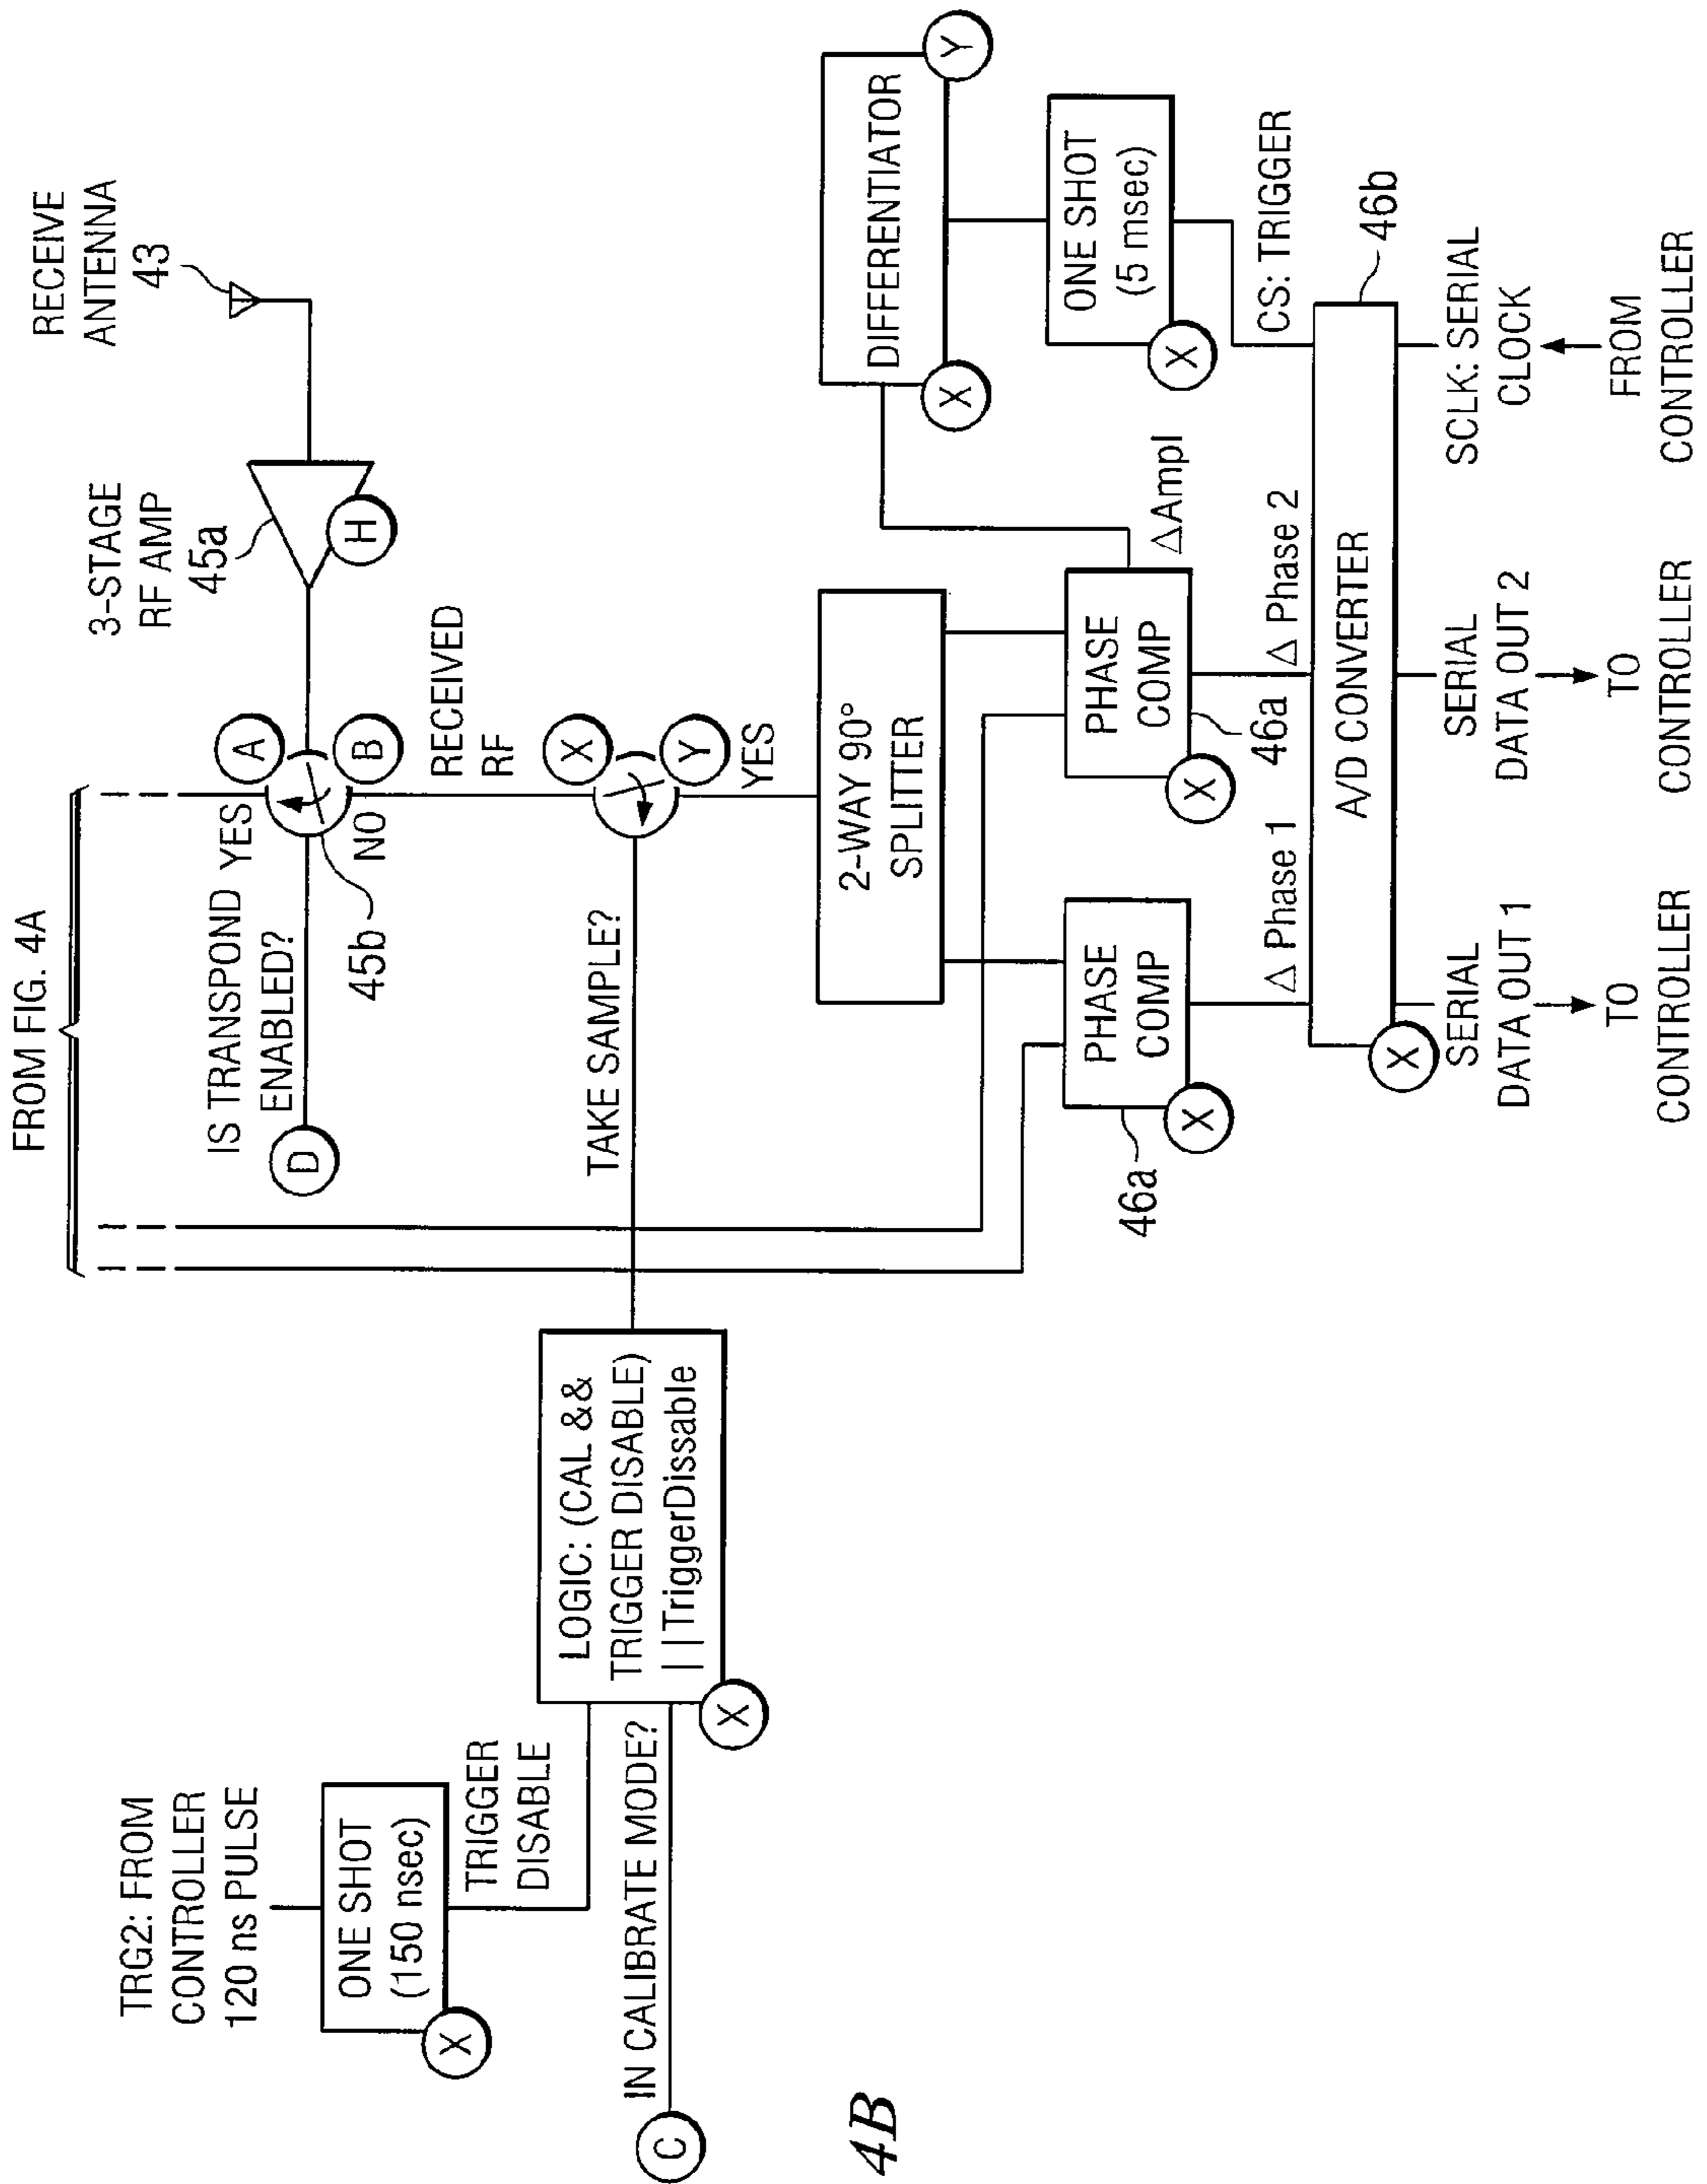 FROM FIG. 4A
RECEIVE
ANTENNA
43
3-STAGE
RF AMP
45a
H
IS TRANSPOND
ENABLED?
YES
A
B
NO
D
45b
RECEIVED
RF
TRG2: FROM
CONTROLLER
120 ns PULSE
ONE SHOT
(150 nsec)
X
TRIGGER
DISABLE
IN CALIBRATE MODE?
C
LOGIC: (CAL &&
TRIGGER DISABLE)
||TriggerDissable
X
TAKE SAMPLE?
X
Y
YES
2-WAY 90°
SPLITTER
DIFFERENTIATOR
X
Y
PHASE
COMP
X
46a
PHASE
COMP
X
46a
△Ampl
ONE SHOT
(5 msec)
X
CS: TRIGGER
△ Phase 1
△ Phase 2
A/D CONVERTER
X
46b
SERIAL
DATA OUT 1
TO
CONTROLLER
SERIAL
DATA OUT 2
TO
CONTROLLER
SCLK: SERIAL
CLOCK
FROM
CONTROLLER
4B